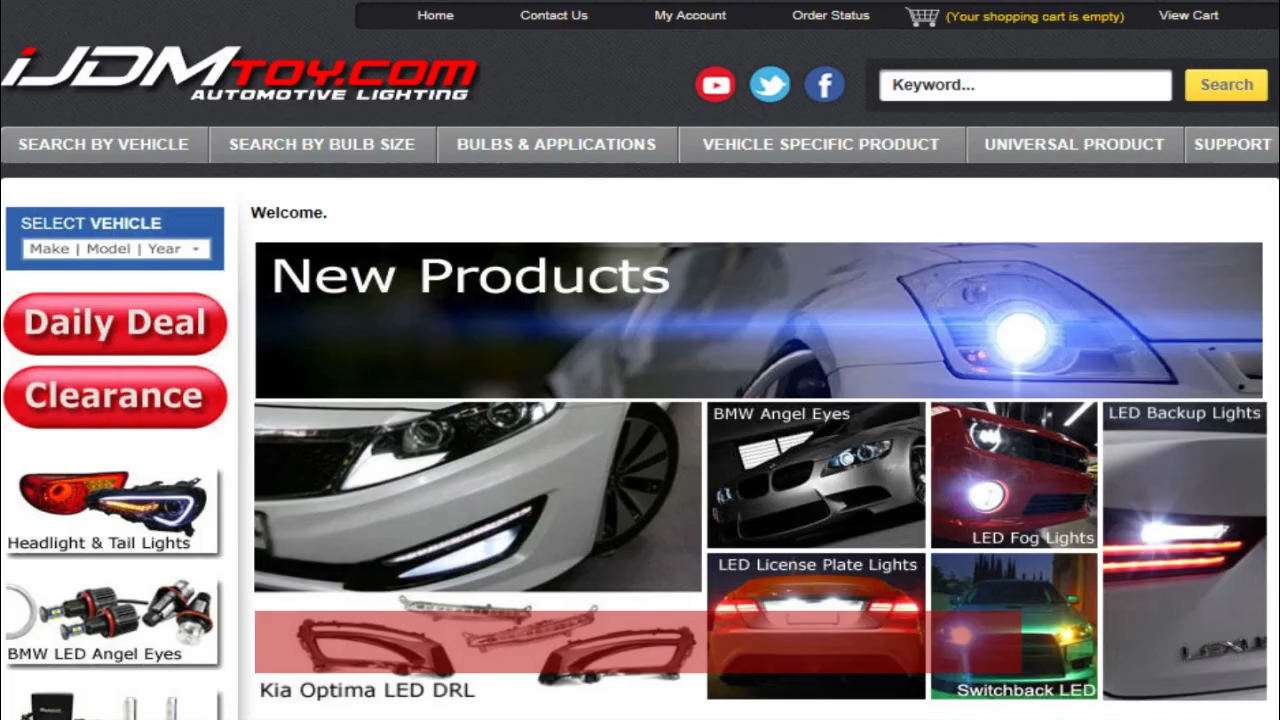 Home Contact Us My Account Order Status (Your shopping cart is empty) View Cart
iJDMTOY.COM
AUTOMOTIVE LIGHTING
Keyword... Search
SEARCH BY VEHICLE SEARCH BY BULB SIZE BULBS & APPLICATIONS VEHICLE SPECIFIC PRODUCT UNIVERSAL PRODUCT SUPPORT
SELECT VEHICLE
Make | Model | Year
Daily Deal
Clearance
Headlight & Tail Lights
BMW LED Angel Eyes
Welcome.
New Products
BMW Angel Eyes
LED Backup Lights
LED Fog Lights
LED License Plate Lights
Kia Optima LED DRL
Switchback LED